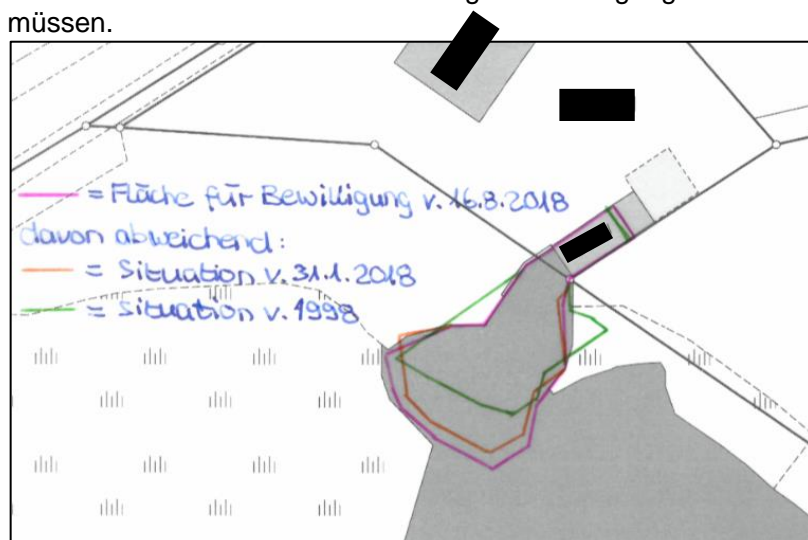 müssen.
= Fläche für Bewilligung v. 16.8.2018
davon abweichend:
= Situation v. 31.1.2018
= Situation v. 1998